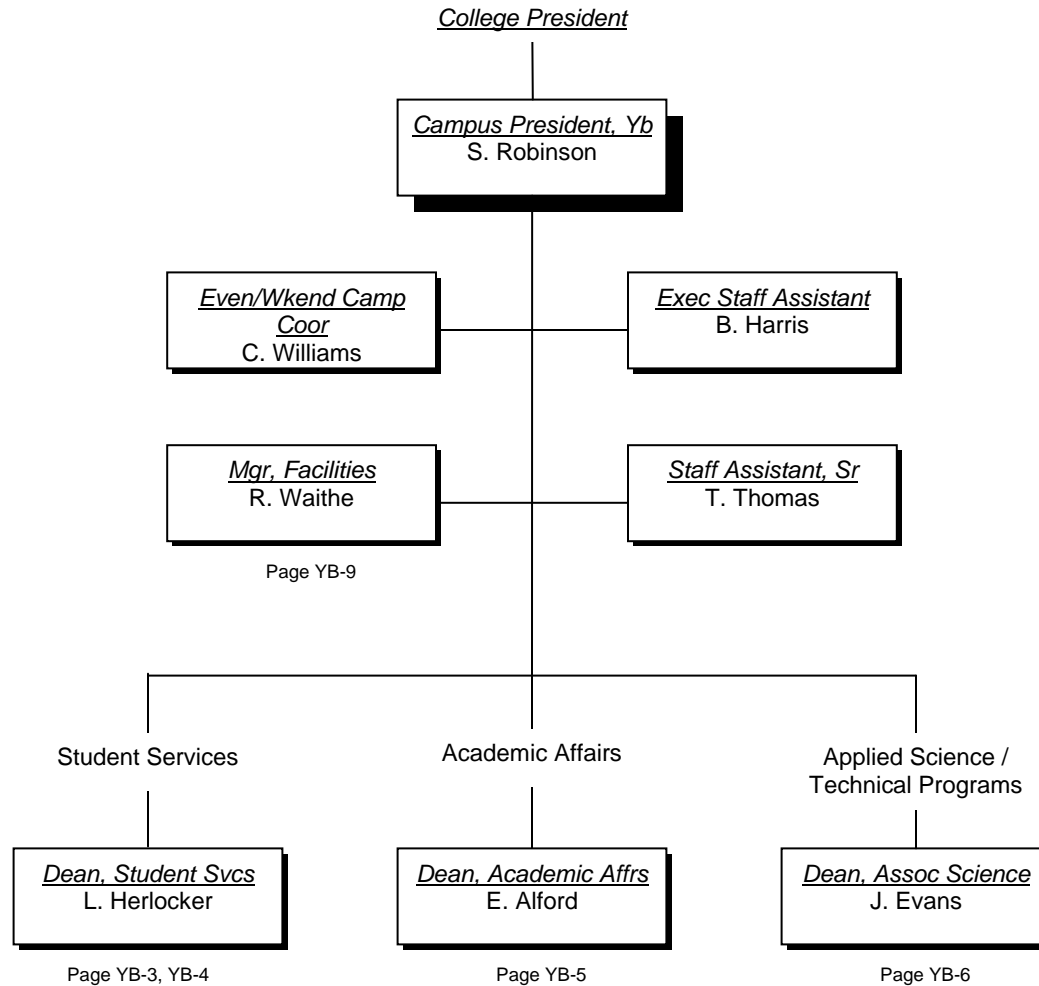 College President
Campus President, Yb
S. Robinson
Even/Wkend Camp
Coor
C. Williams
Exec Staff Assistant
B. Harris
Mgr, Facilities
R. Waithe
Page YB-9
Staff Assistant, Sr
T. Thomas
Student Services
Academic Affairs
Applied Science /
Technical Programs
Dean, Student Svcs
L. Herlocker
Page YB-3, YB-4
Dean, Academic Affrs
E. Alford
Page YB-5
Dean, Assoc Science
J. Evans
Page YB-6